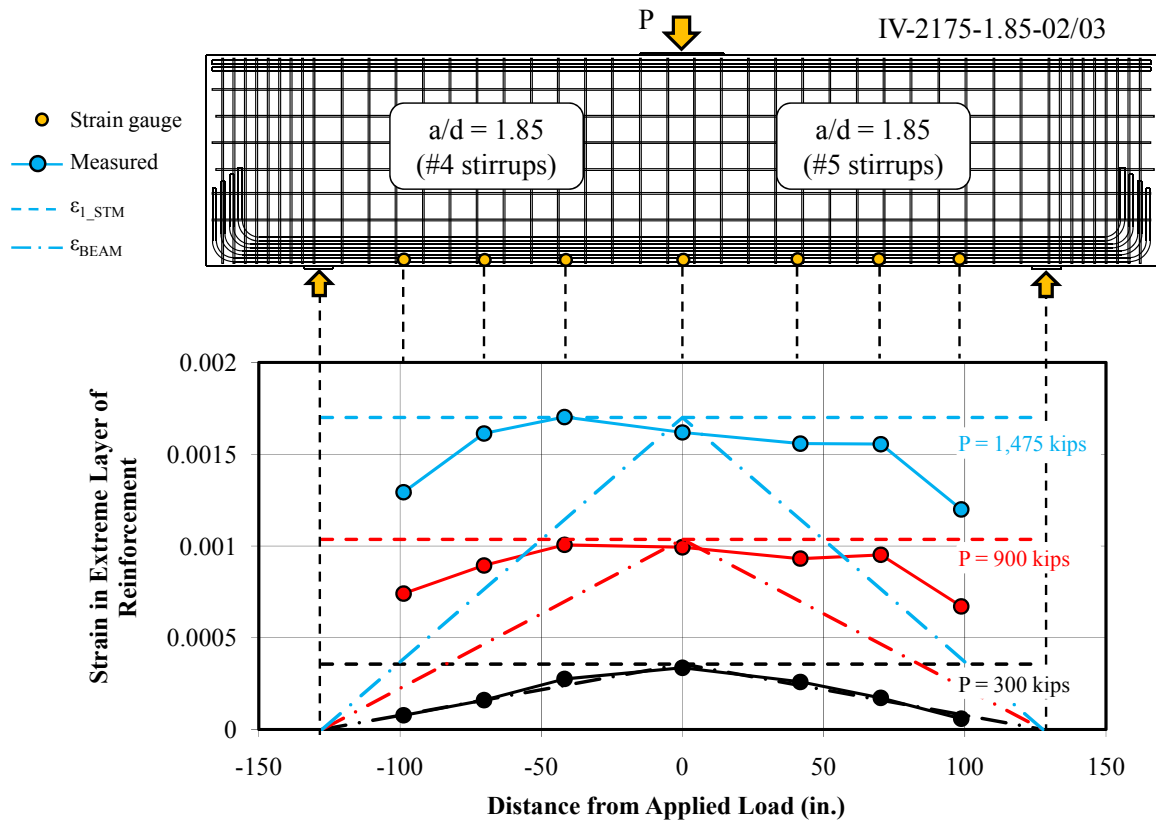 P
IV-2175-1.85-02/03
Strain gauge
Measured
ε1_STM
εBEAM
a/d = 1.85
(#4 stirrups)
a/d = 1.85
(#5 stirrups)
Strain in Extreme Layer of
Reinforcement
0.002
0.0015
0.001
0.0005
0
P = 1,475 kips
P = 900 kips
P = 300 kips
-150
-100
-50
0
50
100
150
Distance from Applied Load (in.)